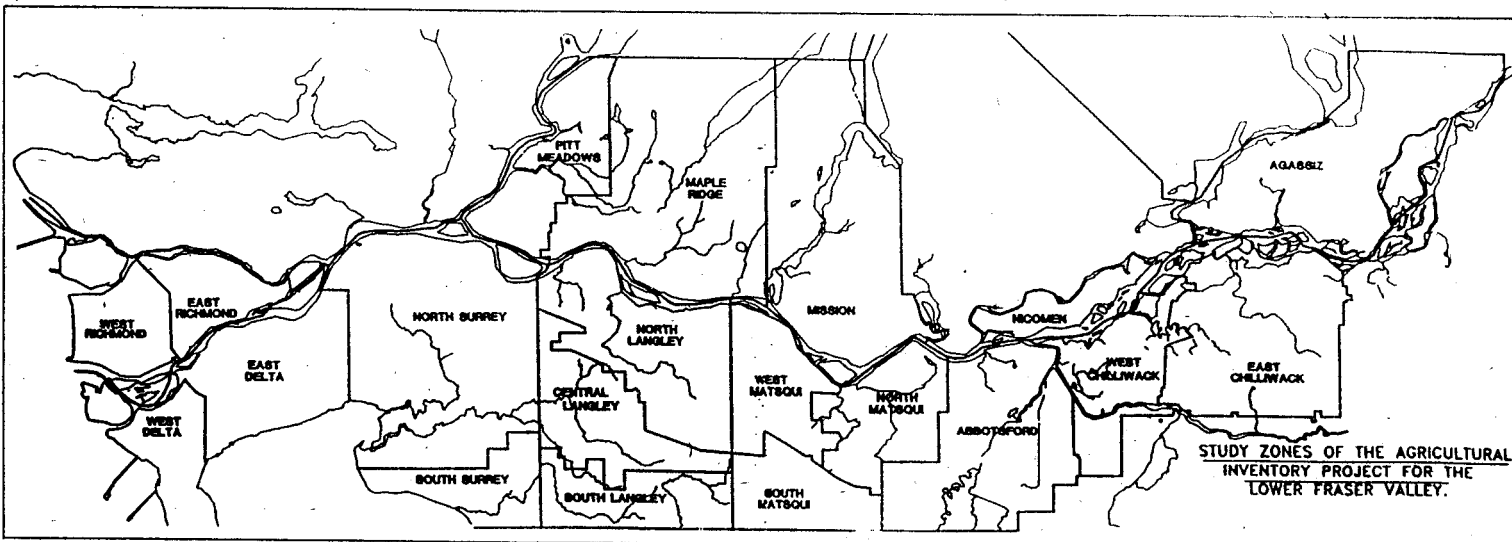 PITT
MEADOWS
MAPLE
RIDGE
AGASSIZ
WEST
RICHMOND
EAST
RICHMOND
NORTH SURREY
NORTH
LANGLEY
MISSION
NICOMEN
EAST
DELTA
WEST
DELTA
CENTRAL
LANGLEY
WEST
MATSQUI
NORTH
MATSQUI
WEST
CHILLIWACK
EAST
CHILLIWACK
ABBOTSFORD
SOUTH SURREY
SOUTH LANGLEY
SOUTH
MATSQUI
STUDY ZONES OF THE AGRICULTURAL
INVENTORY PROJECT FOR THE
LOWER FRASER VALLEY.